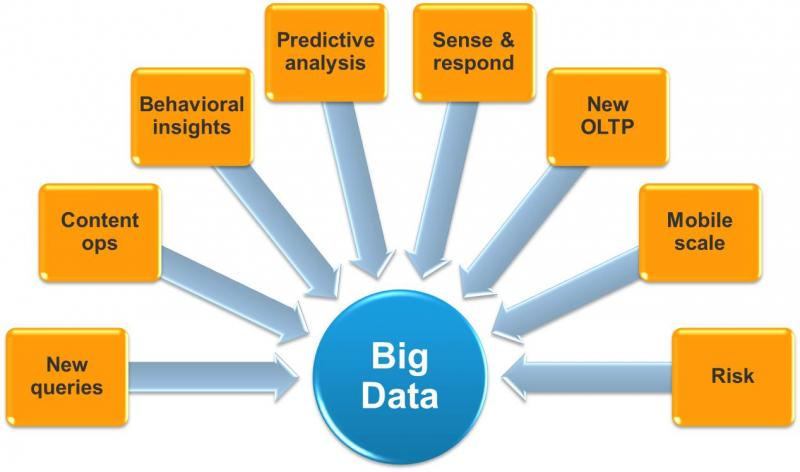 Predictive
analysis
Sense &
respond
Behavioral
insights
New
OLTP
Content
ops
Mobile
scale
New
queries
Big
Data
Risk